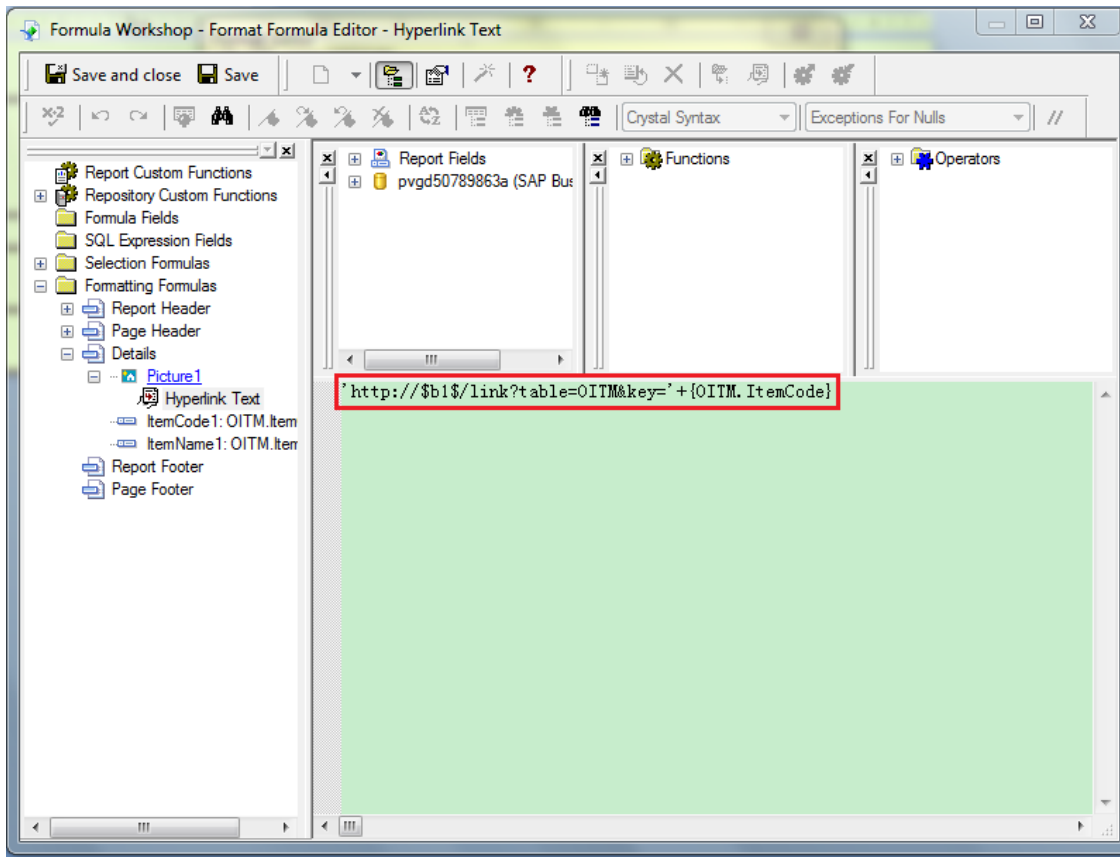 Formula Workshop - Format Formula Editor - Hyperlink Text
Save and close Save
Crystal Syntax Exceptions For Nulls //
Report Custom Functions
Repository Custom Functions
Formula Fields
SQL Expression Fields
Selection Formulas
Formatting Formulas
Report Header
Page Header
Details
Picture1
Hyperlink Text
ItemCode1: OITM.Item
ItemName1: OITM.Item
Report Footer
Page Footer
Report Fields
pvgd50789863a (SAP Bus
Functions
Operators
'http://$b1$/link?table=OITM&key='+{OITM.ItemCode}